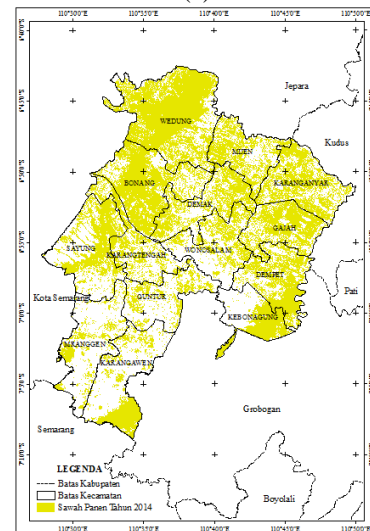 110°30'0"E 110°35'0"E 110°40'0"E 110°45'0"E 110°50'0"E
Jepara
WEDUNG
Kudus
MIJEN
BONANG
KARANGANYAR
DEMAK
GAJAH
SAYUNG
KARANGTENGAH
WONOSALAM
DEMPET
Kota Semarang
GUNTUR
Pati
KEBONAGUNG
MRANGGEN
KARANGAWEN
Grobogan
Semarang
LEGENDA
Batas Kabupaten
Batas Kecamatan
Sawah Panen Tahun 2014
Boyolali
110°30'0"E 110°35'0"E 110°40'0"E 110°45'0"E 110°50'0"E